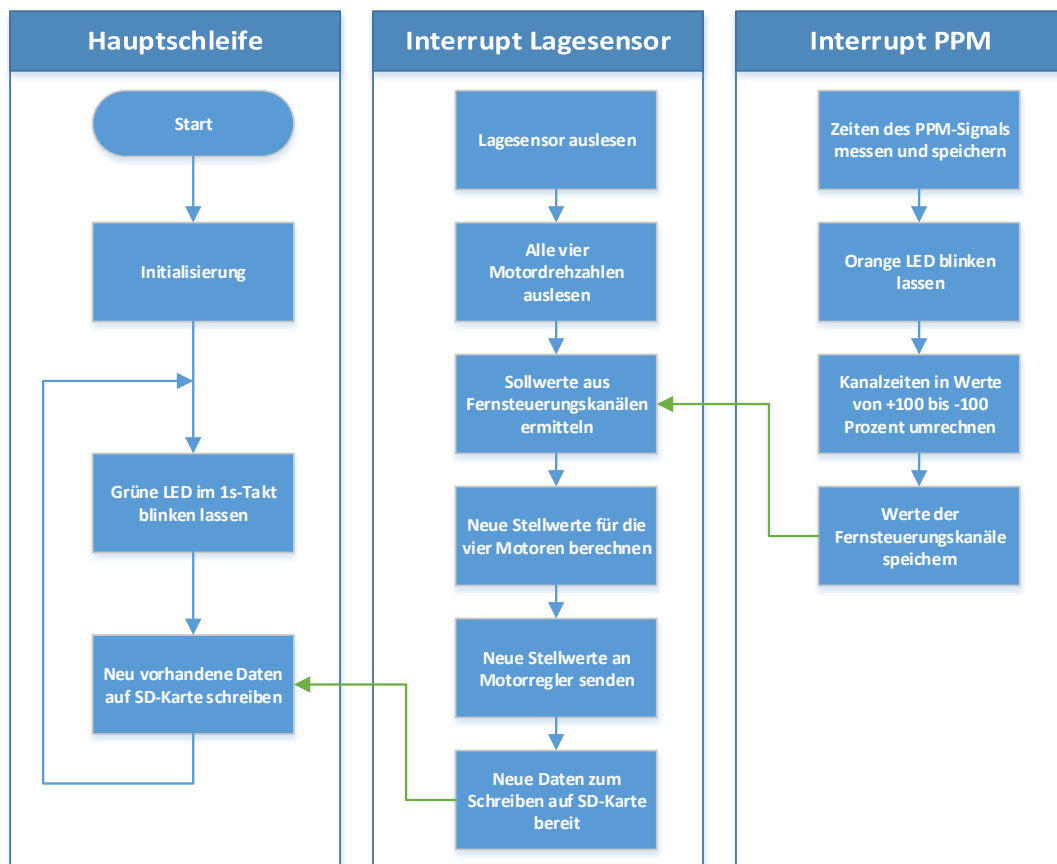 Hauptschleife
Start
Initialisierung
Grüne LED im 1s-Takt
blinken lassen
Neu vorhandene Daten
auf SD-Karte schreiben
Interrupt Lagesensor
Lagesensor auslesen
Alle vier
Motordrehzahlen
auslesen
Sollwerte aus
Fernsteuerungskanälen
ermitteln
Neue Stellwerte für die
vier Motoren berechnen
Neue Stellwerte an
Motorregler senden
Neue Daten zum
Schreiben auf SD-Karte
bereit
Interrupt PPM
Zeiten des PPM-Signals
messen und speichern
Orange LED blinken
lassen
Kanalzeiten in Werte
von +100 bis -100
Prozent umrechnen
Werte der
Fernsteuerungskanäle
speichern